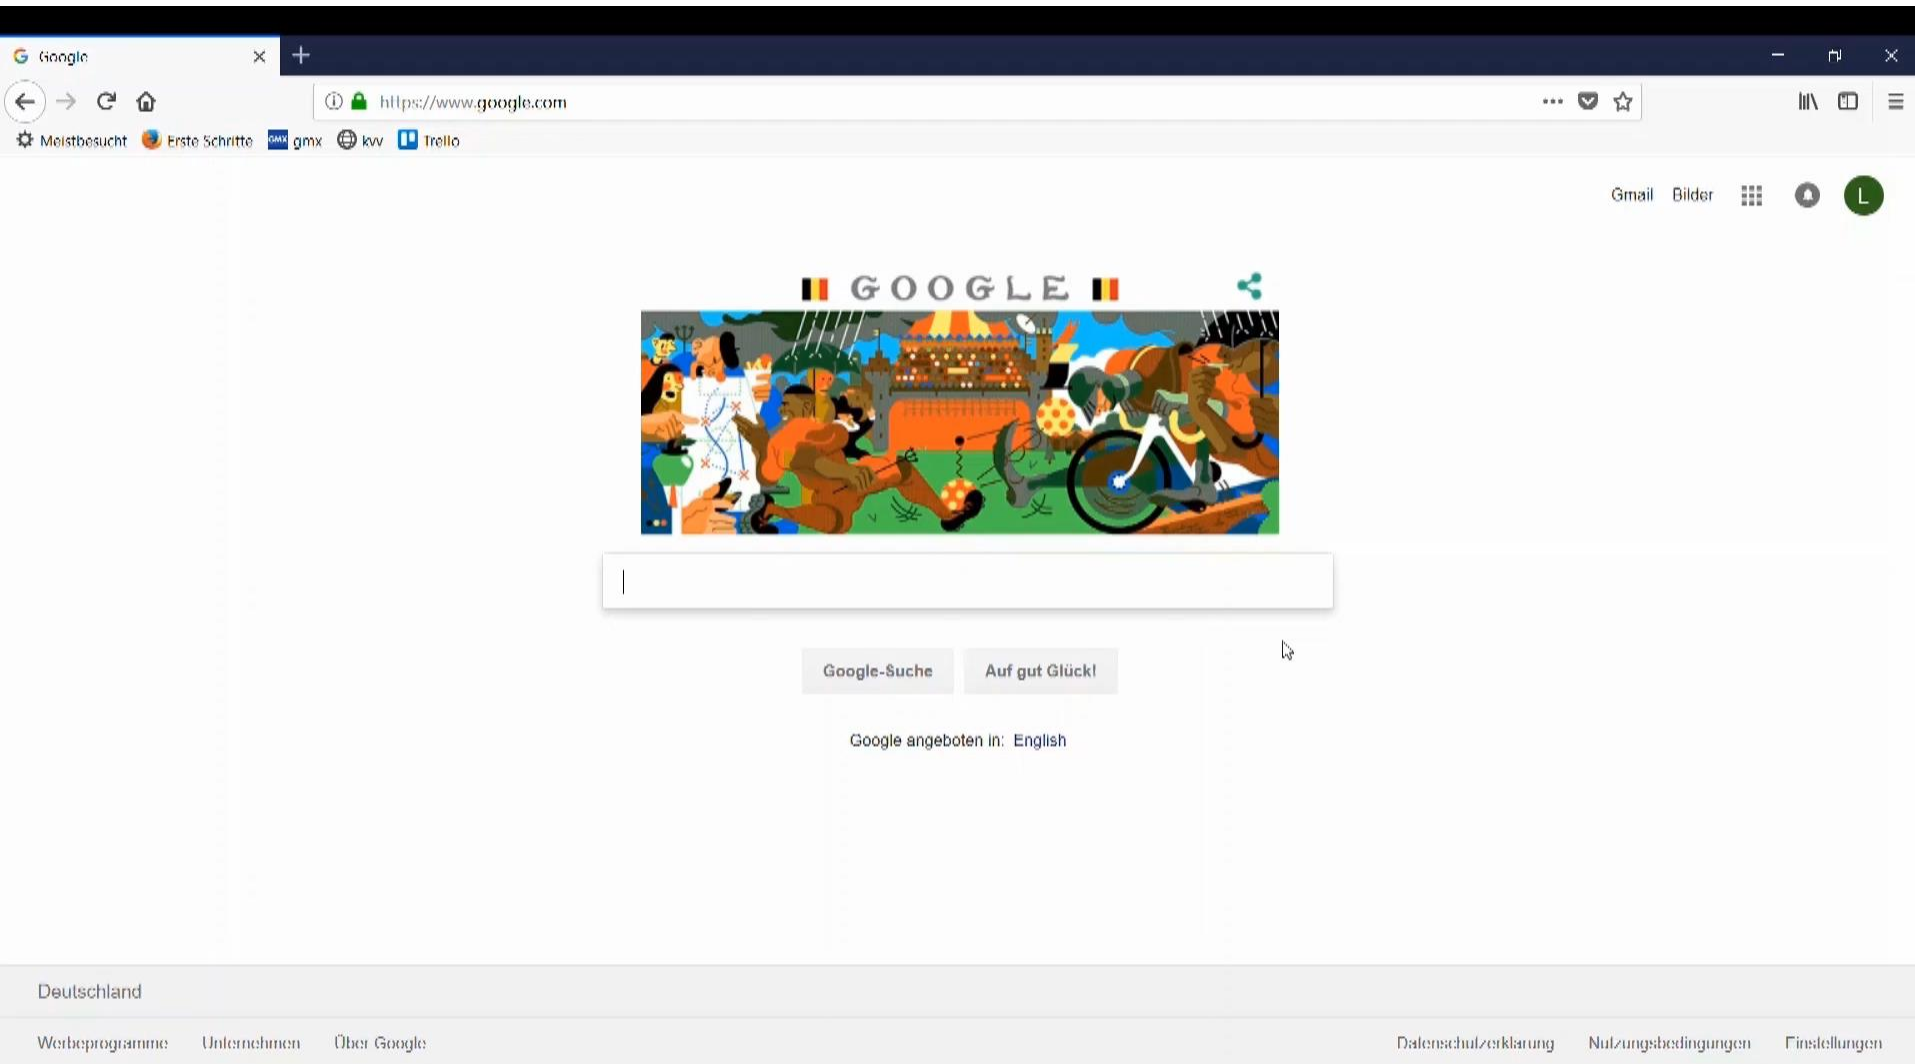 Google
https://www.google.com
Meistbesucht Erste Schritte GMX gmx kvv Trello
Gmail Bilder L
GOOGLE
Google-Suche Auf gut Glück!
Google angeboten in: English
Deutschland
Werbeprogramme Unternehmen Über Google Datenschutzerklärung Nutzungsbedingungen Einstellungen